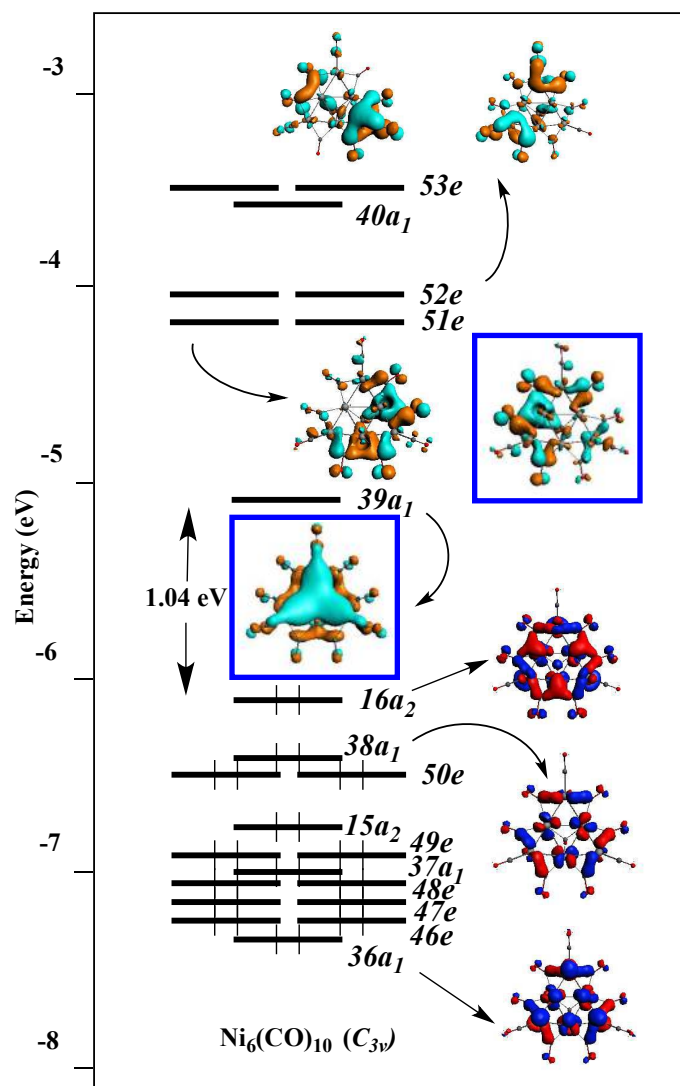 -3
53e
40a1
-4
52e
51e
-5
39a1
Energy (eV)
1.04 eV
-6
16a2
38a1
50e
-7
15a2
49e
37a1
48e
47e
46e
36a1
Ni6(CO)10 (C3v)
-8